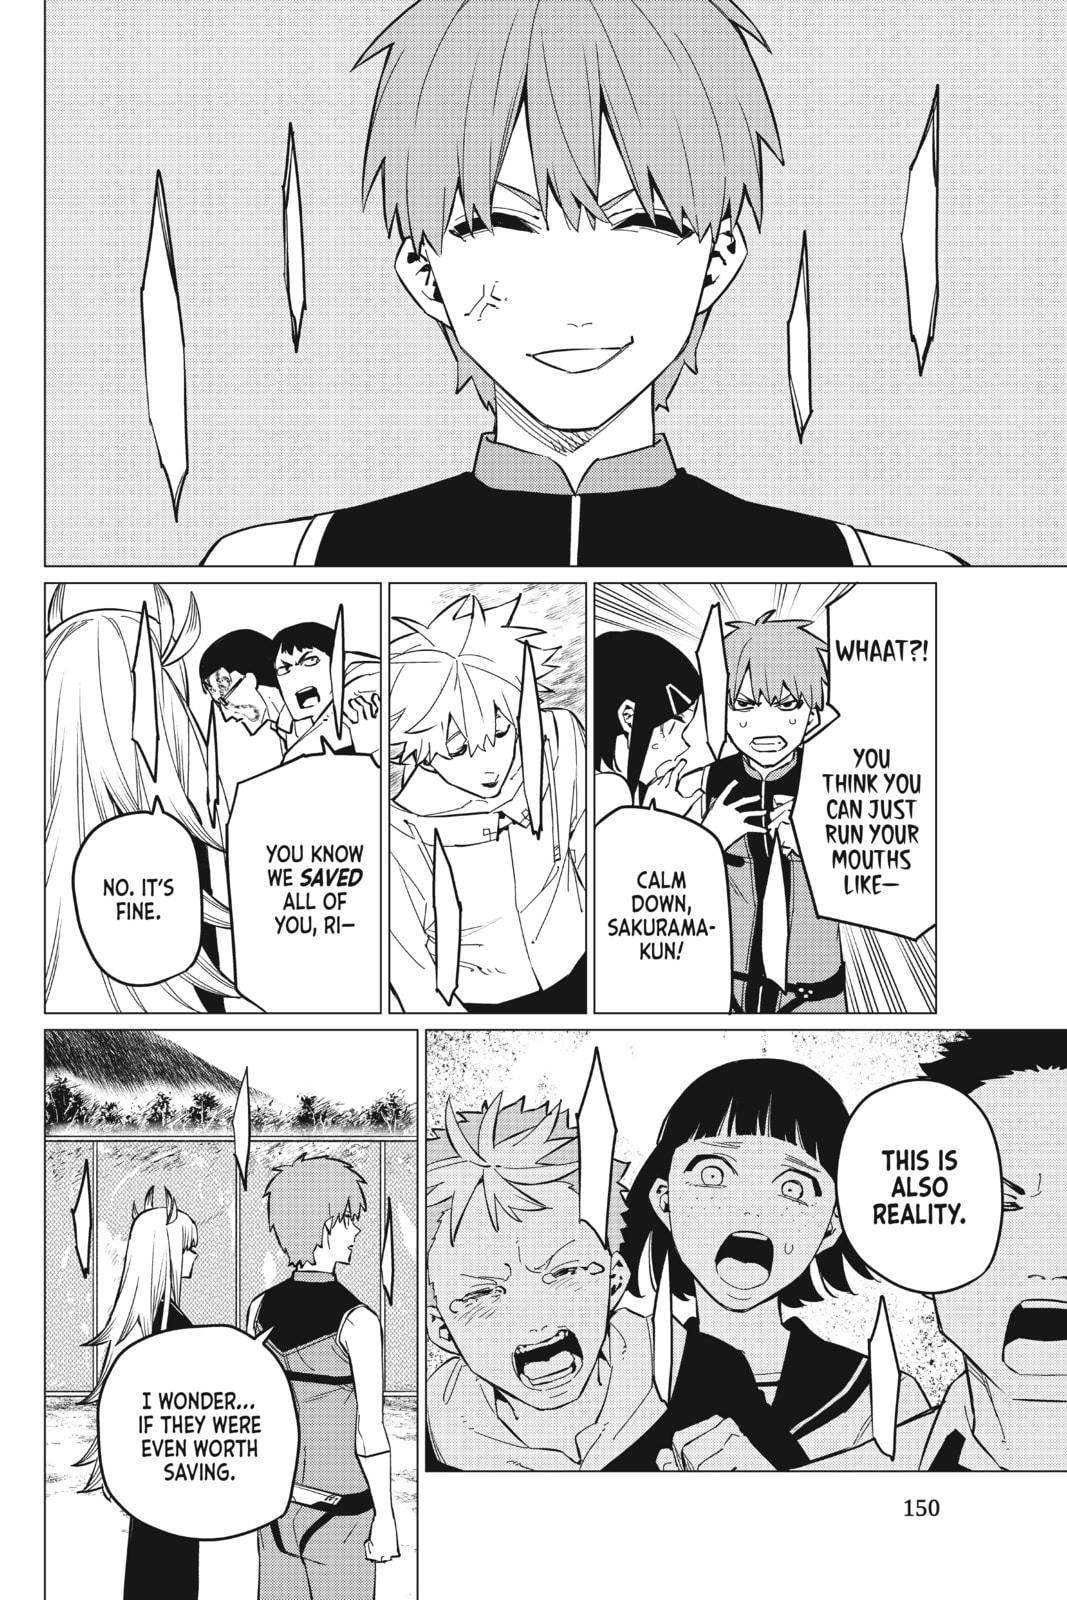 WHAAT?!
YOU
THINK YOU
CAN JUST
RUN YOUR
MOUTHS
LIKE—
CALM
DOWN,
SAKURAMA-
KUN!
YOU KNOW
WE SAVED
ALL OF
YOU, RI—
NO. IT'S
FINE.
THIS IS
ALSO
REALITY.
I WONDER...
IF THEY WERE
EVEN WORTH
SAVING.
150